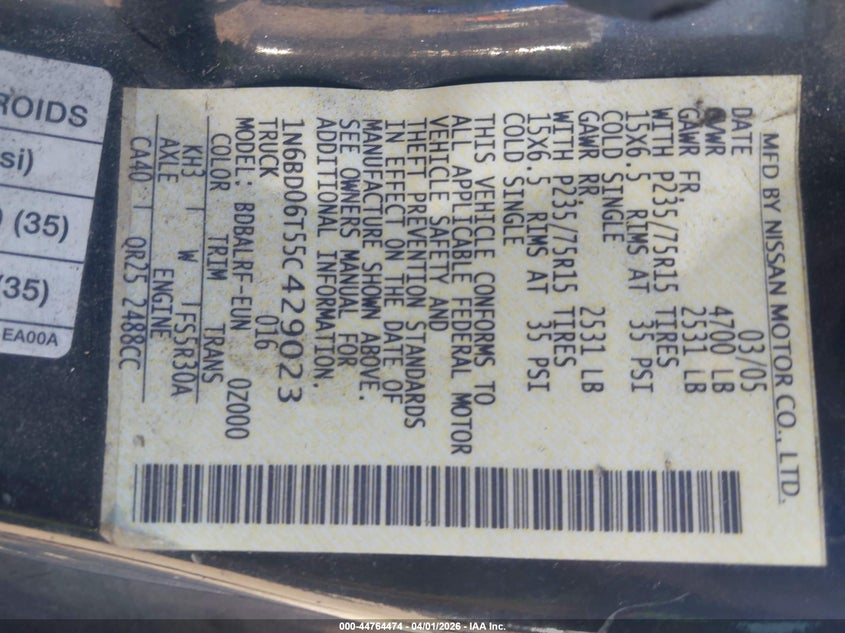 MFD BY NISSAN MOTOR CO., LTD.
DATE 03/05
GVWR 4700 LB
GAWR FR. 2531 LB
WITH P235/75R15 TIRES
15X6.5 RIMS AT 35 PSI
COLD SINGLE
GAWR RR. 2531 LB
WITH P235/75R15 TIRES
15X6.5 RIMS AT 35 PSI
COLD SINGLE
THIS VEHICLE CONFORMS TO
ALL APPLICABLE FEDERAL MOTOR
VEHICLE SAFETY AND
THEFT PREVENTION STANDARDS
IN EFFECT ON THE DATE OF
MANUFACTURE SHOWN ABOVE.
SEE OWNERS MANUAL FOR
ADDITIONAL INFORMATION.
1N6BD06T55C429023
TRUCK 016
MODEL: BDBALRF-EUN 0Z000
COLOR TRIM TRANS
KH3 W FS5R30A
AXLE ENGINE
CA40 QR25 2488CC
ROIDS
si)
(35)
(35)
EA00A
000-44764474 - 04/01/2026 - IAA Inc.